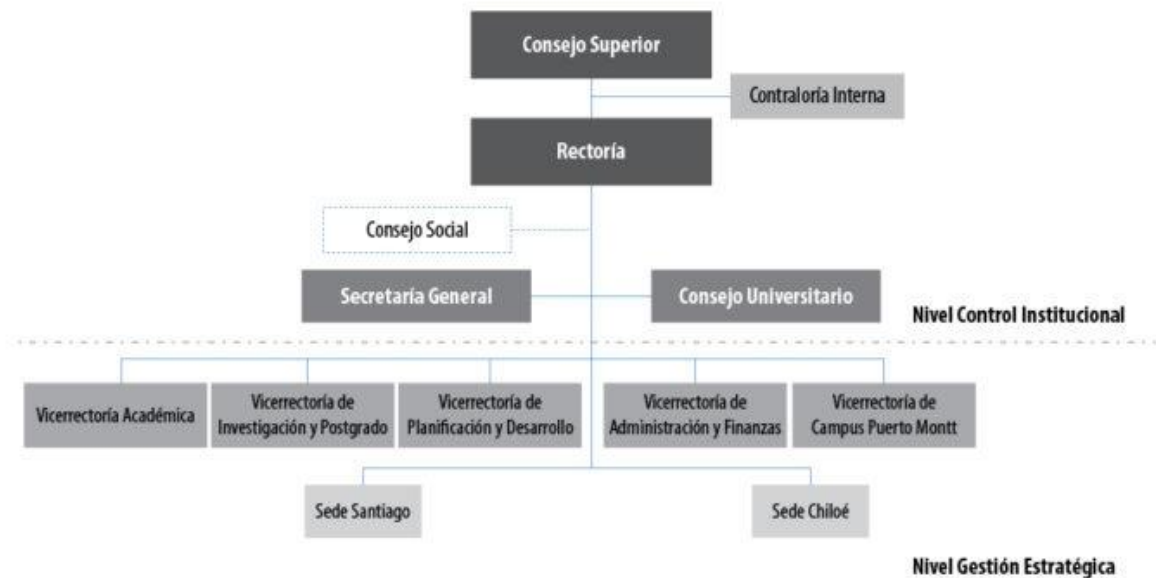 Consejo Superior
Contraloría Interna
Rectoría
Consejo Social
Secretaría General
Consejo Universitario
Nivel Control Institucional
Vicerrectoría Académica
Vicerrectoría de
Investigación y Postgrado
Vicerrectoría de
Planificación y Desarrollo
Vicerrectoría de
Administración y Finanzas
Vicerrectoría de
Campus Puerto Montt
Sede Santiago
Sede Chiloé
Nivel Gestión Estratégica